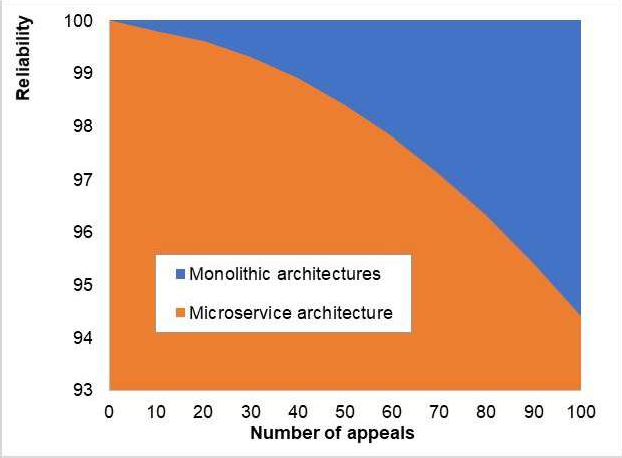 Reliability
100
99
98
97
96
95
94
93
Monolithic architectures
Microservice architecture
0 10 20 30 40 50 60 70 80 90 100
Number of appeals